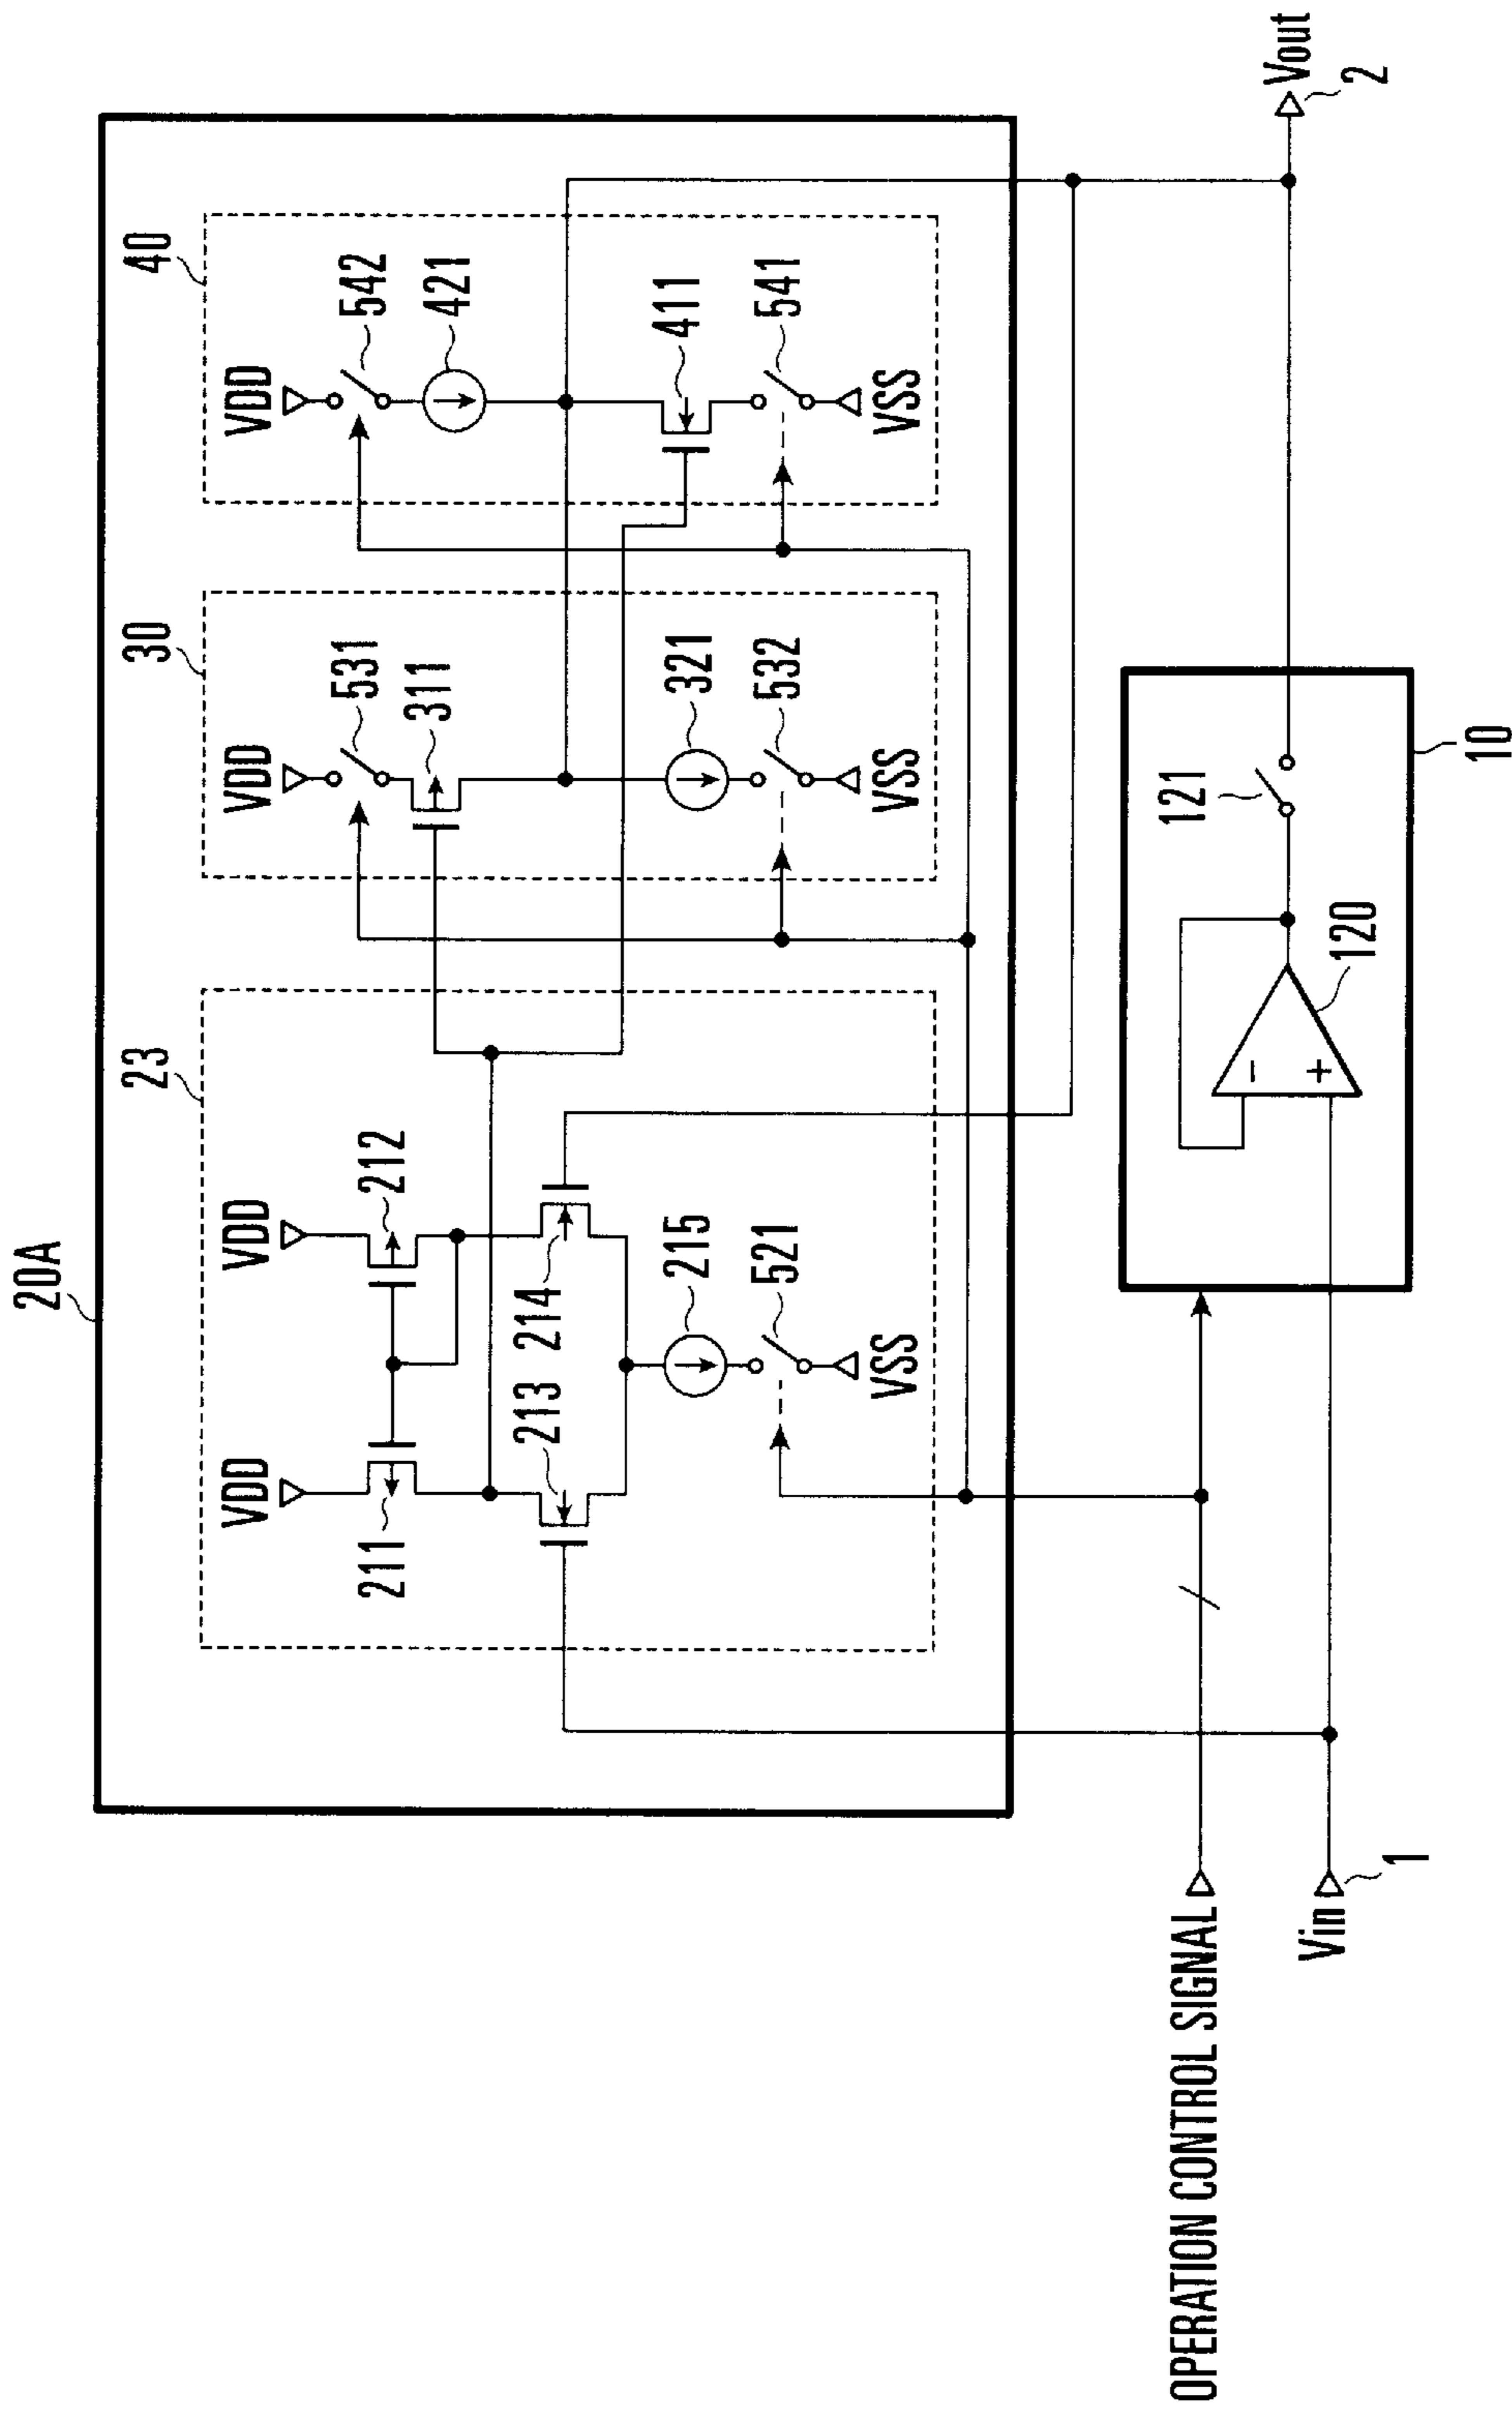 20A
23
30
40
VDD
VDD
VDD
VDD
211
212
531
542
311
421
213
214
215
321
411
521
532
541
VSS
VSS
VSS
OPERATION CONTROL SIGNAL
Vin
1
-
+
120
121
10
Vout
2